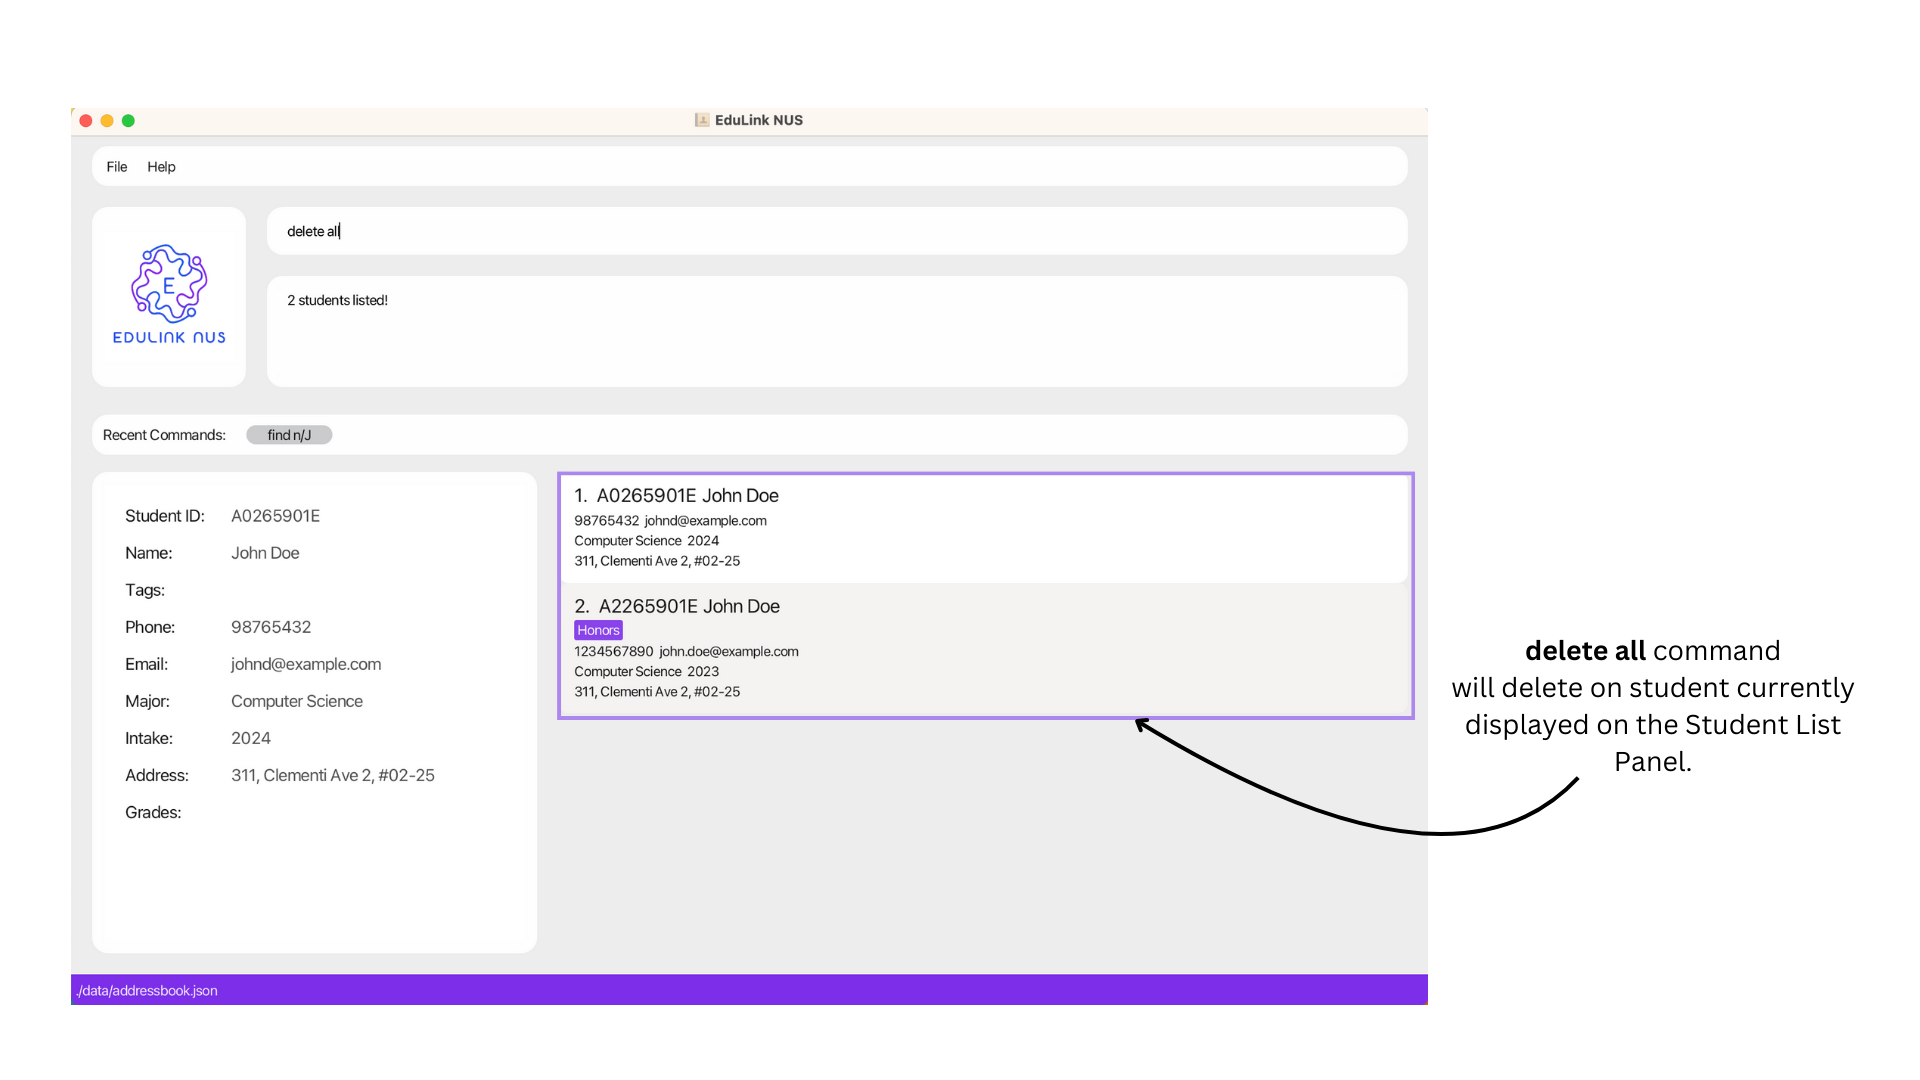 EduLink NUS
File Help
delete all
E
EDULINK NUS
2 students listed!
Recent Commands: find n/J
Student ID: A0265901E
Name: John Doe
Tags:
Phone: 98765432
Email: johnd@example.com
Major: Computer Science
Intake: 2024
Address: 311, Clementi Ave 2, #02-25
Grades:
1. A0265901E John Doe
98765432 johnd@example.com
Computer Science 2024
311, Clementi Ave 2, #02-25
2. A2265901E John Doe
Honors
1234567890 john.doe@example.com
Computer Science 2023
311, Clementi Ave 2, #02-25
delete all command
will delete on student currently
displayed on the Student List
Panel.
./data/addressbook.json